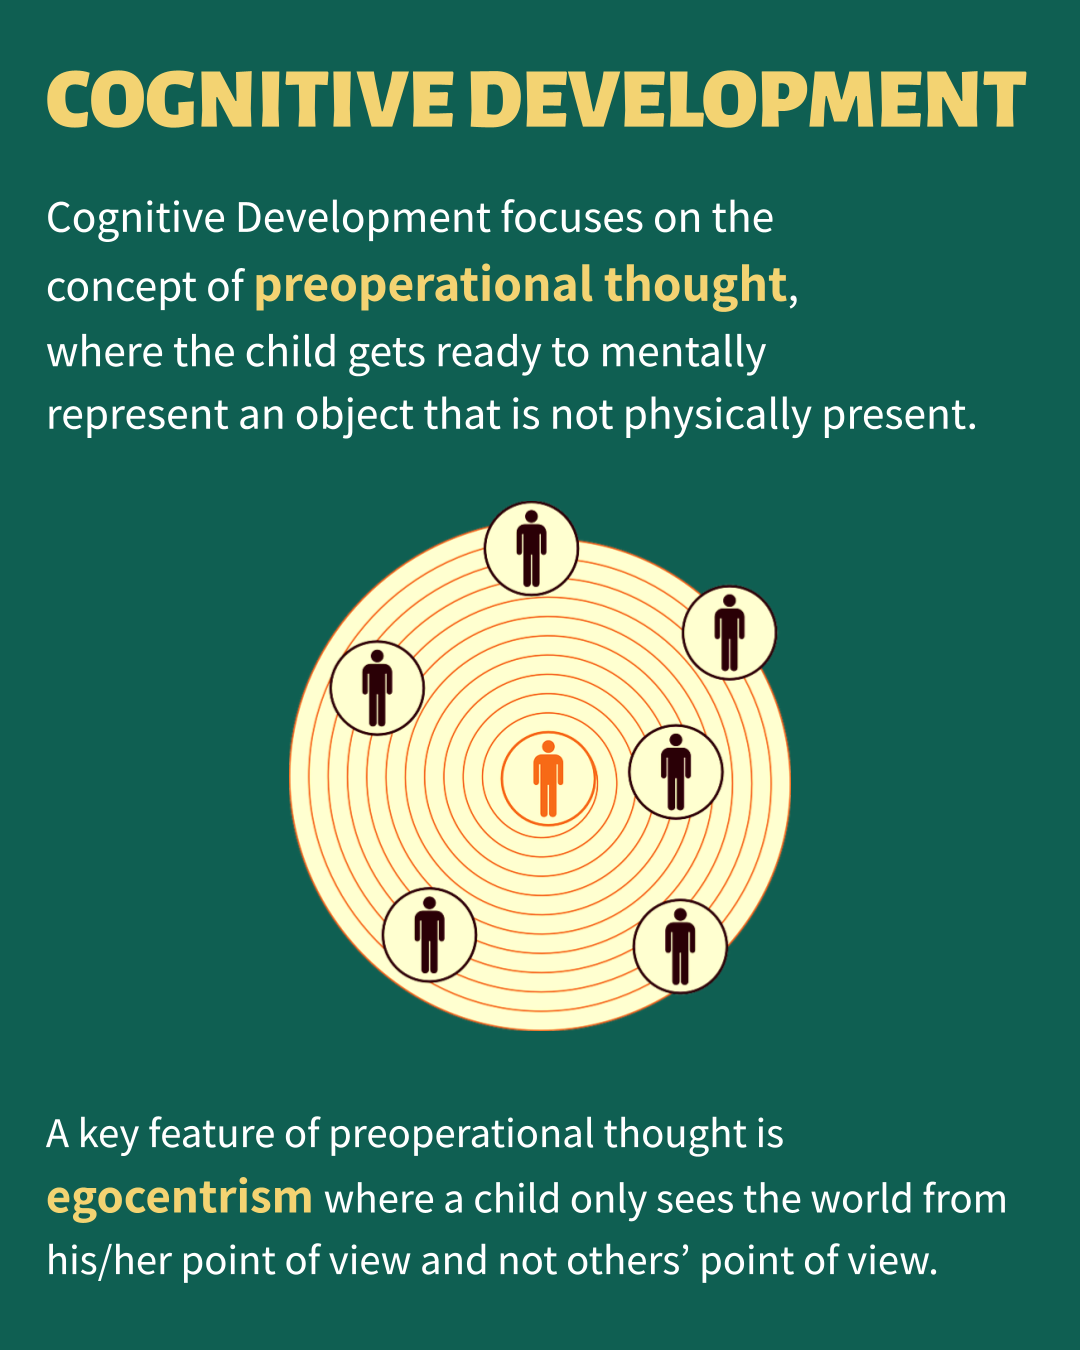 COGNITIVE DEVELOPMENT
Cognitive Development focuses on the
concept of preoperational thought,
where the child gets ready to mentally
represent an object that is not physically present.
A key feature of preoperational thought is
egocentrism where a child only sees the world from
his/her point of view and not others’ point of view.